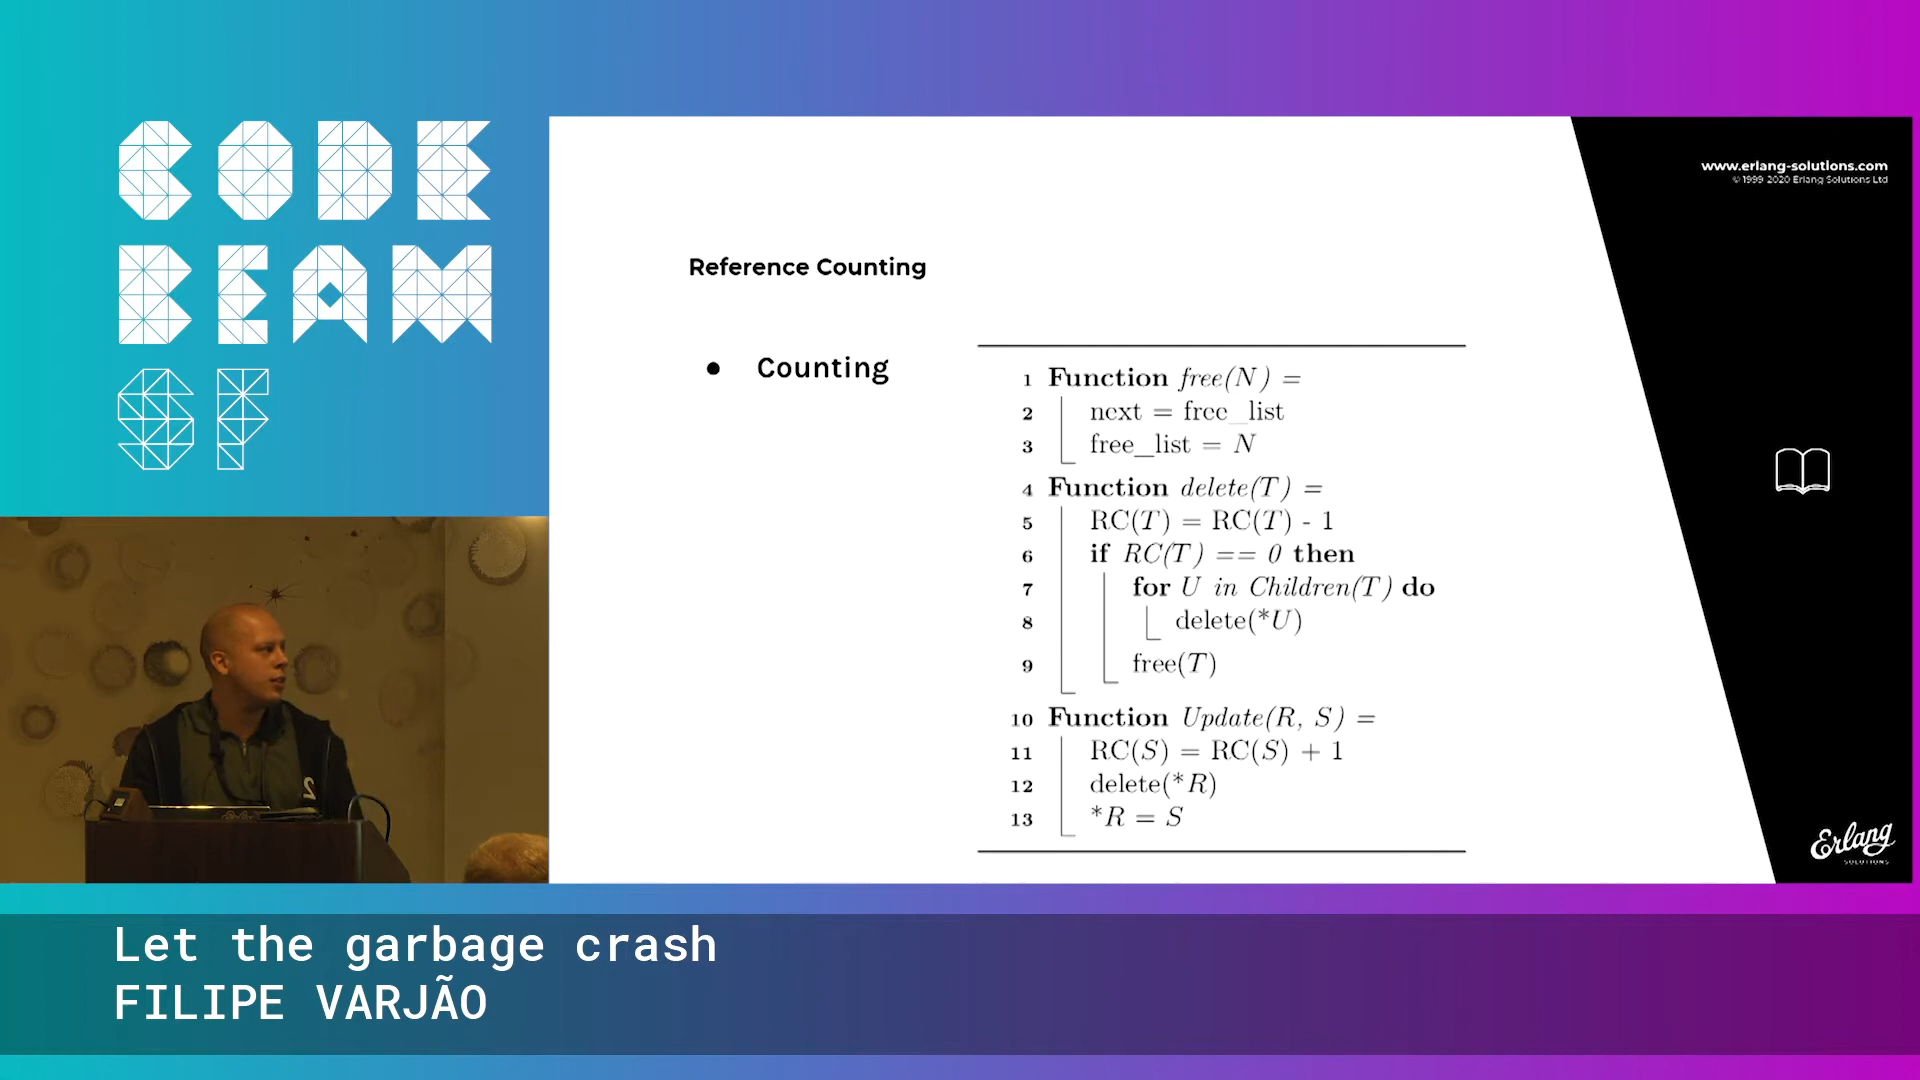 CODE
BEAM
SF
www.erlang-solutions.com
© 1999-2020 Erlang Solutions Ltd
Reference Counting
● Counting
1 Function free(N) =
2 next = free_list
3 free_list = N
4 Function delete(T) =
5 RC(T) = RC(T) - 1
6 if RC(T) == 0 then
7 for U in Children(T) do
8 delete(*U)
9 free(T)
10 Function Update(R, S) =
11 RC(S) = RC(S) + 1
12 delete(*R)
13 *R = S
Erlang
SOLUTIONS
Let the garbage crash
FILIPE VARJÃO